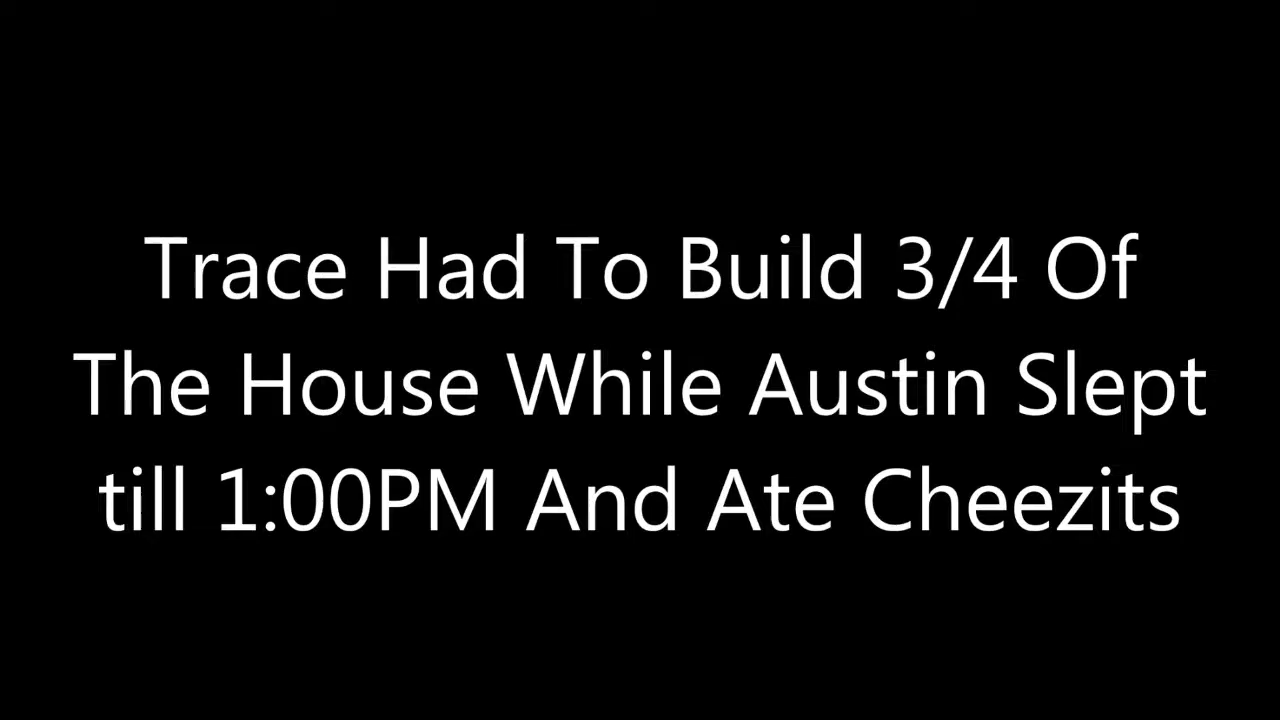 Trace Had To Build 3/4 Of
The House While Austin Slept
till 1:00PM And Ate Cheezits